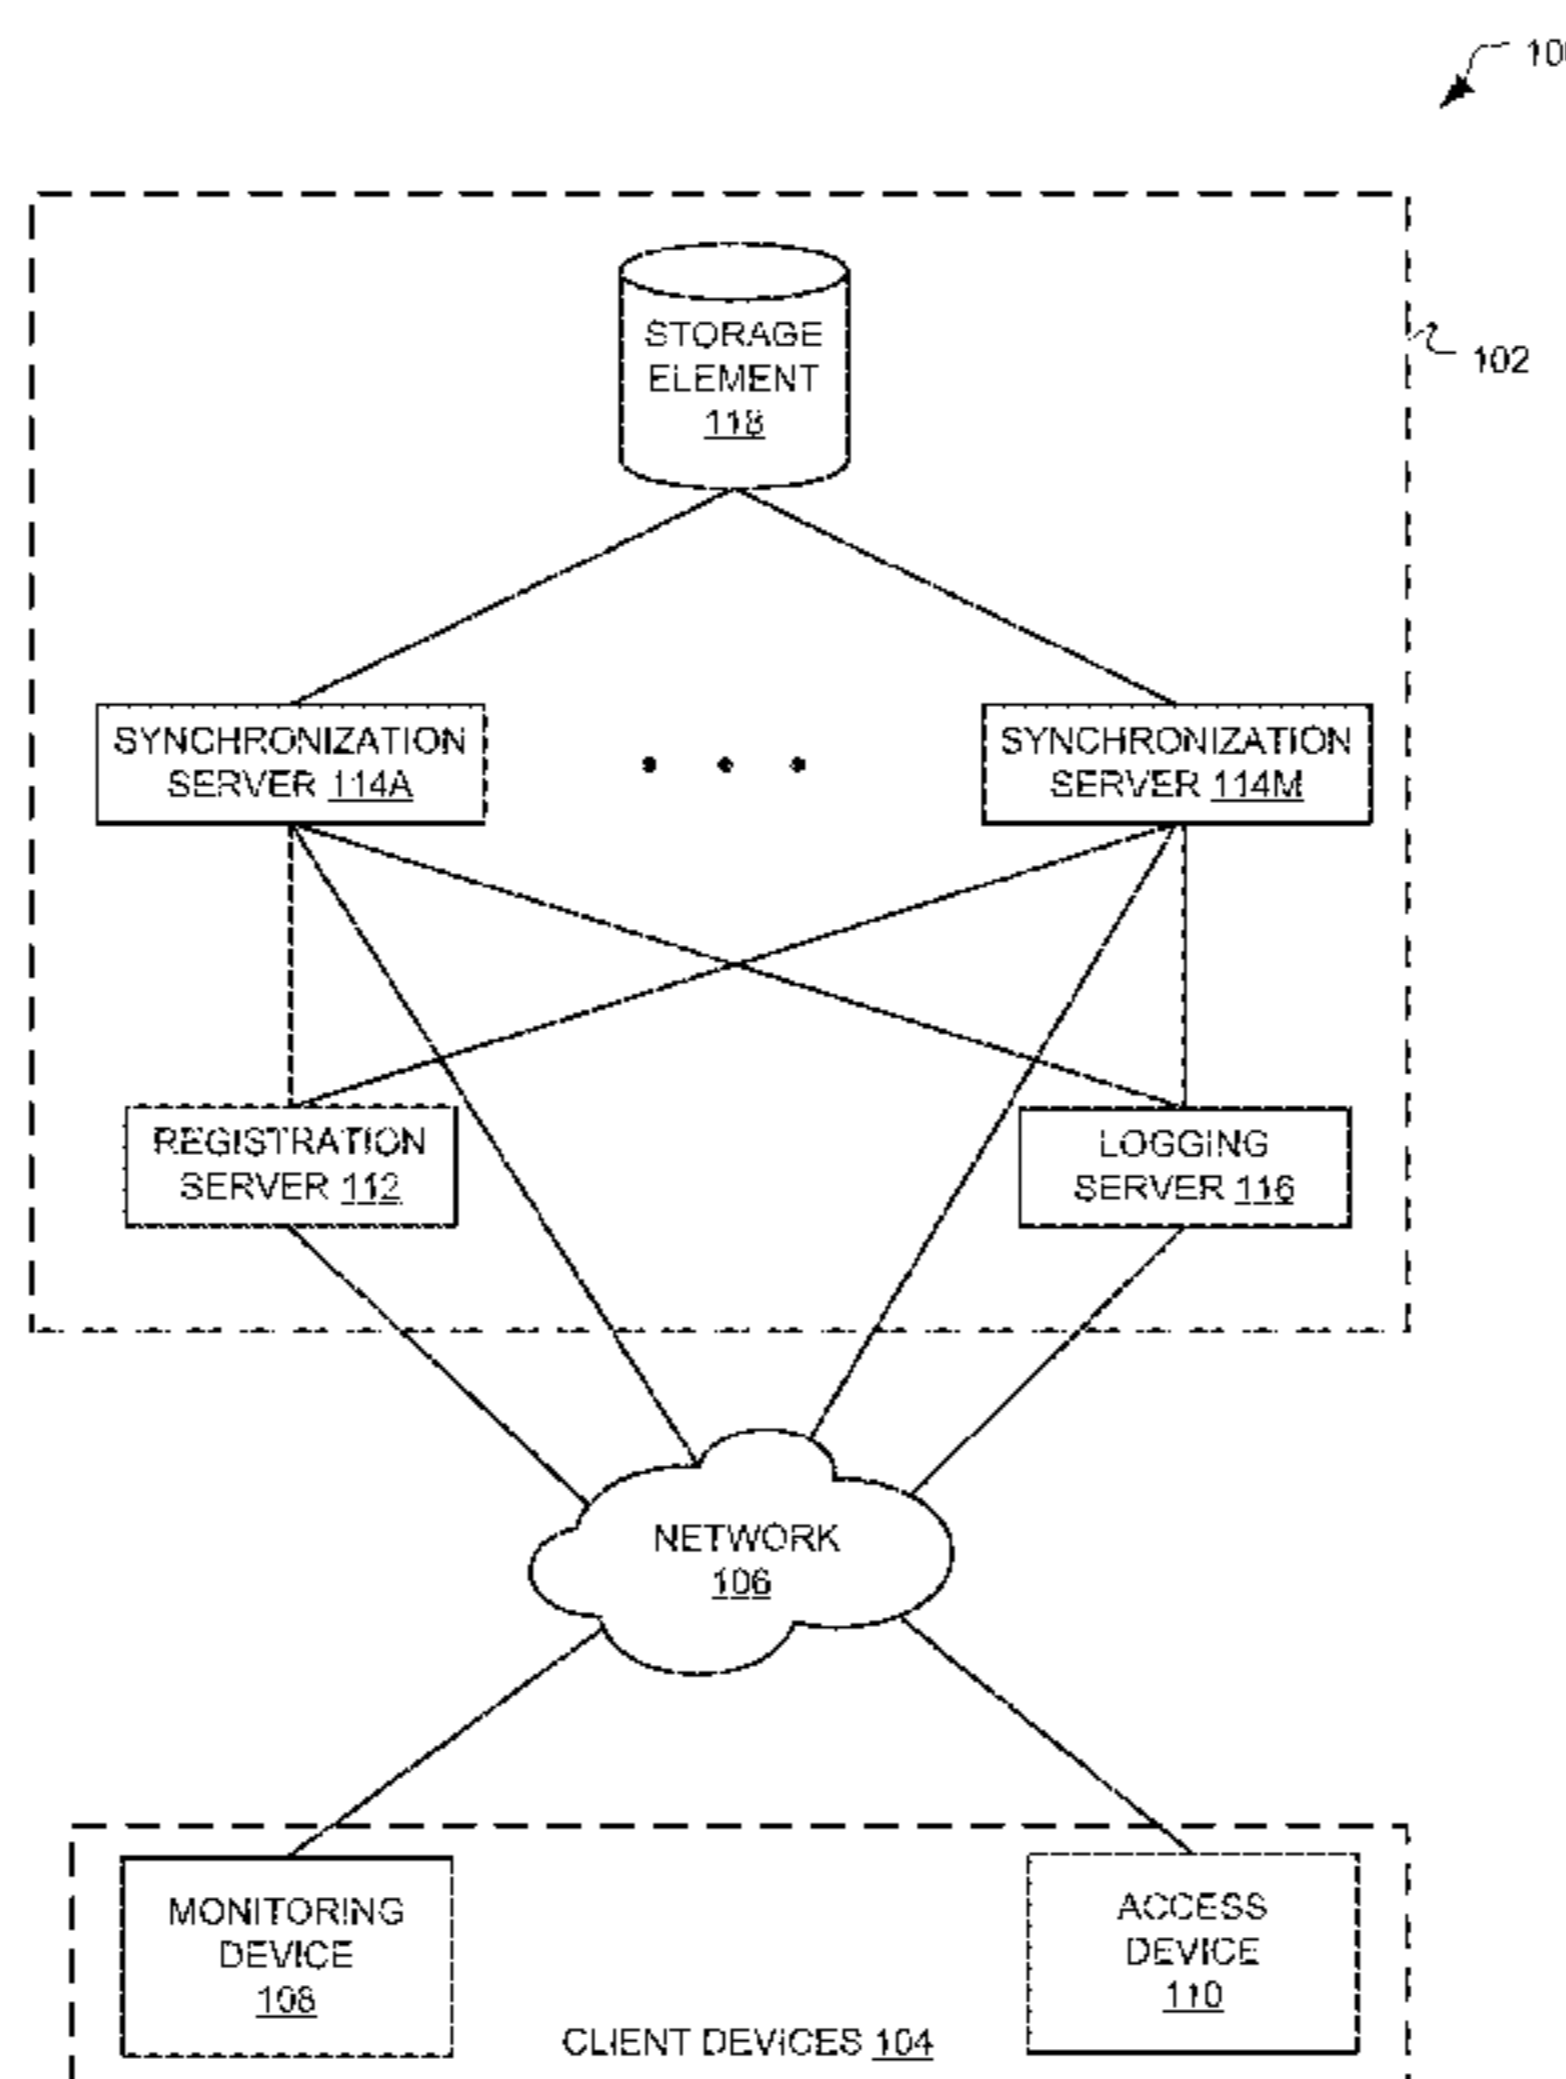 STORAGE
ELEMENT
118
102
SYNCHRONIZATION
SERVER 114A
SYNCHRONIZATION
SERVER 114M
REGISTRATION
SERVER 112
LOGGING
SERVER 116
NETWORK
106
MONITORING
DEVICE
108
ACCESS
DEVICE
110
CLIENT DEVICES 104